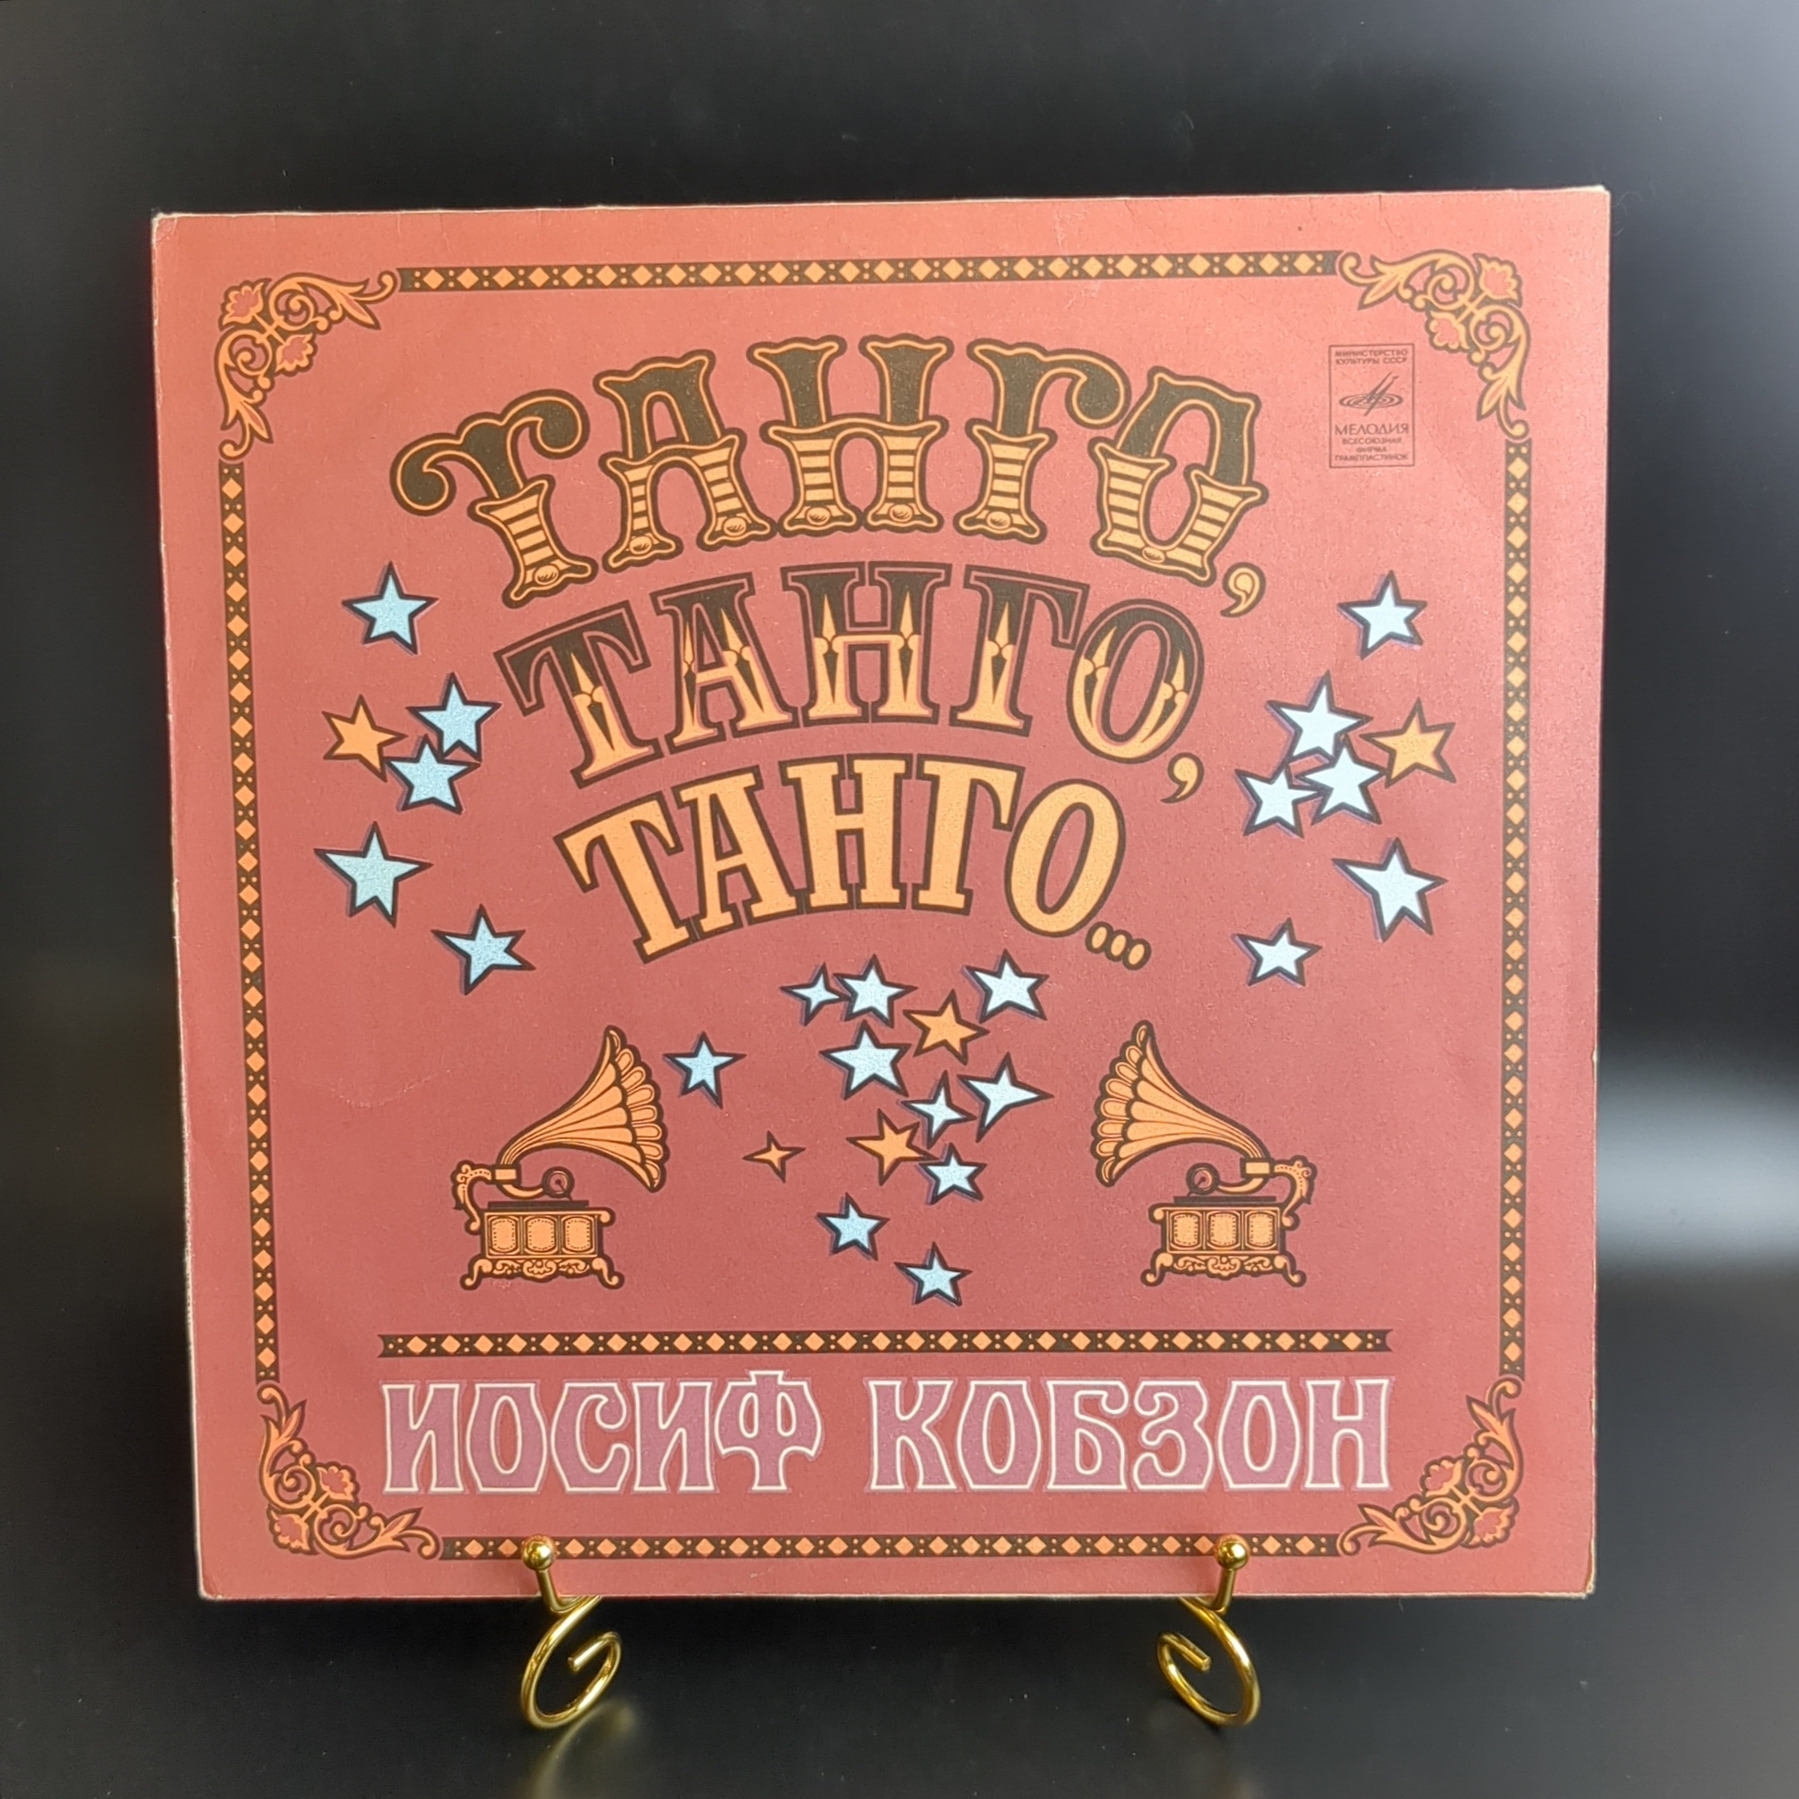 ТАНГО,
МИНИСТЕРСТВО
КУЛЬТУРЫ СССР
МЕЛОДИЯ
ВСЕСОЮЗНАЯ
ФИРМА
ГРАМПЛАСТИНОК
ТАНГО,
ТАНГО...
ИОСИФ КОБЗОН